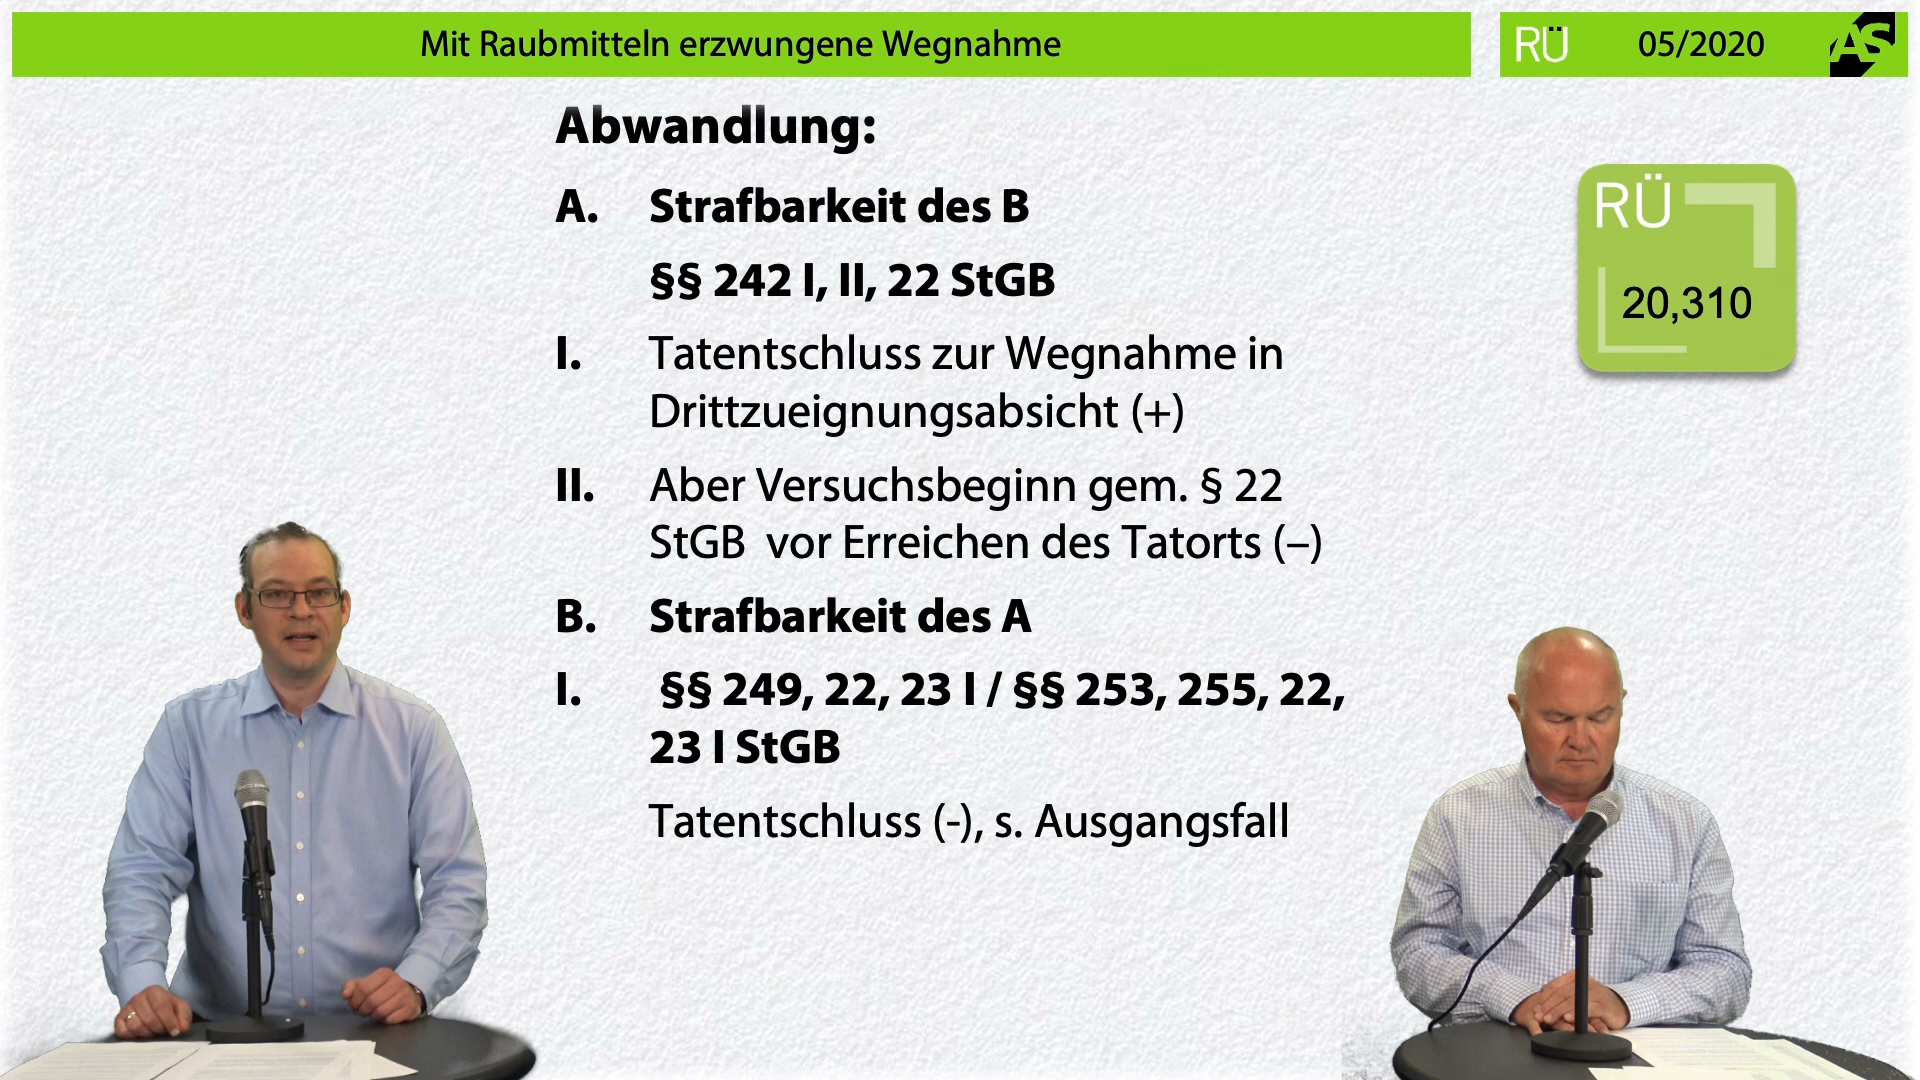 Mit Raubmitteln erzwungene Wegnahme
RÜ 05/2020 AS
Abwandlung:
A. Strafbarkeit des B
§§ 242 I, II, 22 StGB
I. Tatentschluss zur Wegnahme in
Drittzueignungsabsicht (+)
II. Aber Versuchsbeginn gem. § 22
StGB vor Erreichen des Tatorts (–)
B. Strafbarkeit des A
I. §§ 249, 22, 23 I / §§ 253, 255, 22,
23 I StGB
Tatentschluss (-), s. Ausgangsfall
RÜ
20,310